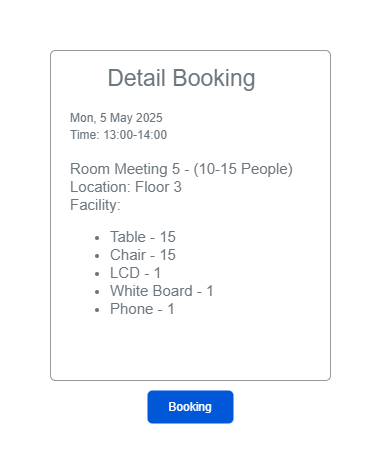 Detail Booking
Mon, 5 May 2025
Time: 13:00-14:00
Room Meeting 5 - (10-15 People)
Location: Floor 3
Facility:
• Table - 15
• Chair - 15
• LCD - 1
• White Board - 1
• Phone - 1
Booking